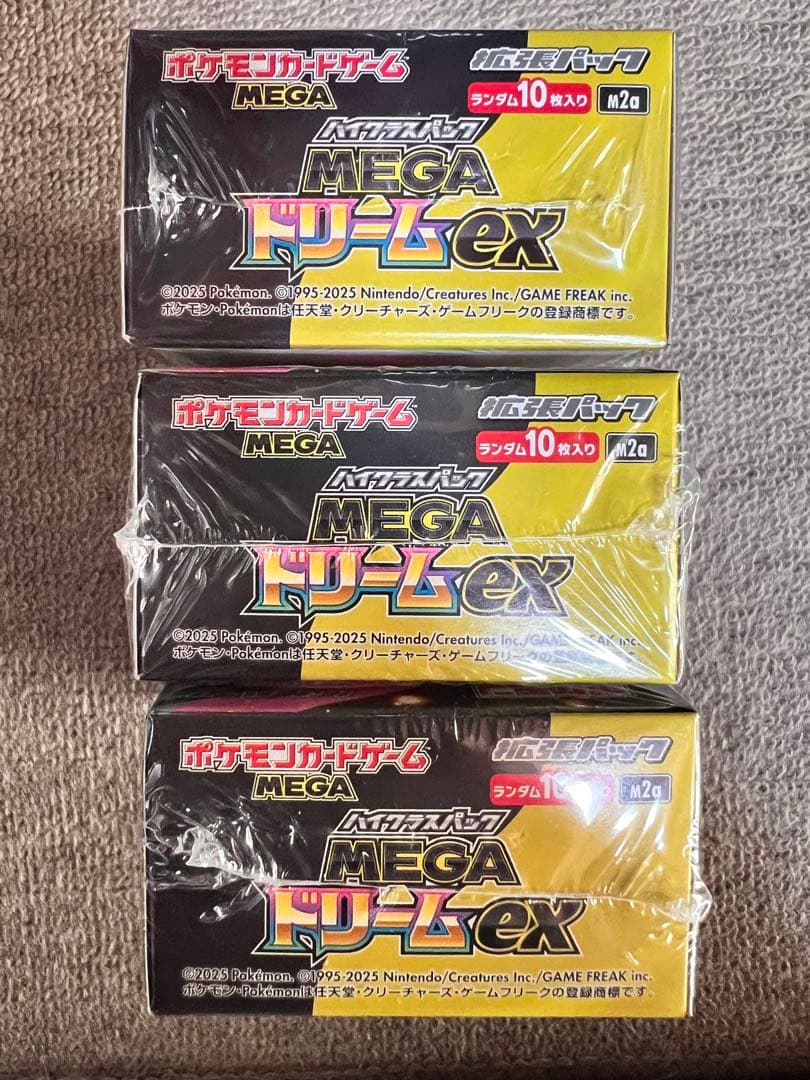 ポケモンカードゲーム
MEGA
拡張パック
ランダム10枚入り
M2a
ハイクラスパック
MEGA
ドリームex
©2025 Pokémon. ©1995-2025 Nintendo/Creatures Inc./GAME FREAK inc.
ポケモン・Pokémonは任天堂・クリーチャーズ・ゲームフリークの登録商標です。
ポケモンカードゲーム
MEGA
拡張パック
ランダム10枚入り
M2a
ハイクラスパック
MEGA
ドリームex
©2025 Pokémon. ©1995-2025 Nintendo/Creatures Inc./GAME FREAK inc.
ポケモン・Pokémonは任天堂・クリーチャーズ・ゲームフリークの登録商標です。
ポケモンカードゲーム
MEGA
拡張パック
ランダム10
M2a
ハイクラスパック
MEGA
ドリームex
©2025 Pokémon. ©1995-2025 Nintendo/Creatures Inc./GAME FREAK inc.
ポケモン・Pokémonは任天堂・クリーチャーズ・ゲームフリークの登録商標です。